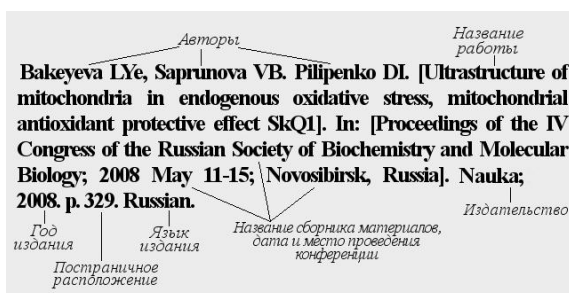 Авторы
Название
работы
Bakeyeva LYe, Saprunova VB. Pilipenko DI. [Ultrastructure of
mitochondria in endogenous oxidative stress, mitochondrial
antioxidant protective effect SkQ1]. In: [Proceedings of the IV
Congress of the Russian Society of Biochemistry and Molecular
Biology; 2008 May 11-15; Novosibirsk, Russia]. Nauka;
2008. p. 329. Russian.
Издательство
Год
издания
Язык
издания
Название сборника материалов,
дата и место проведения
конференции
Постраничное
расположение